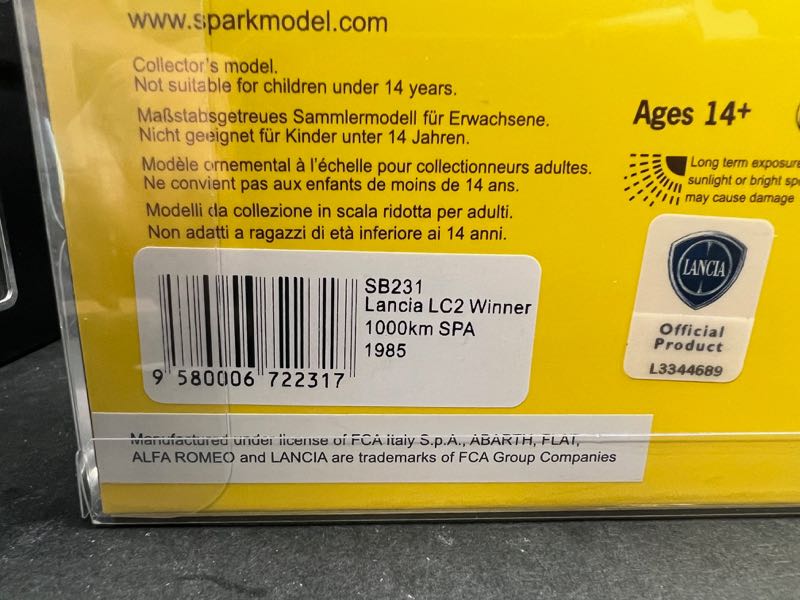 www.sparkmodel.com
Collector's model.
Not suitable for children under 14 years.
Maßstabsgetreues Sammlermodell für Erwachsene.
Nicht geeignet für Kinder unter 14 Jahren.
Modèle ornemental à l'échelle pour collectionneurs adultes.
Ne convient pas aux enfants de moins de 14 ans.
Modelli da collezione in scala ridotta per adulti.
Non adatti a ragazzi di età inferiore ai 14 anni.
Ages 14+
Long term exposure
sunlight or bright
may cause damage
SB231
Lancia LC2 Winner
1000km SPA
1985
9 580006 722317
LANCIA
Official
Product
L3344689
Manufactured under license of FCA Italy S.p.A., ABARTH, FLAT,
ALFA ROMEO and LANCIA are trademarks of FCA Group Companies